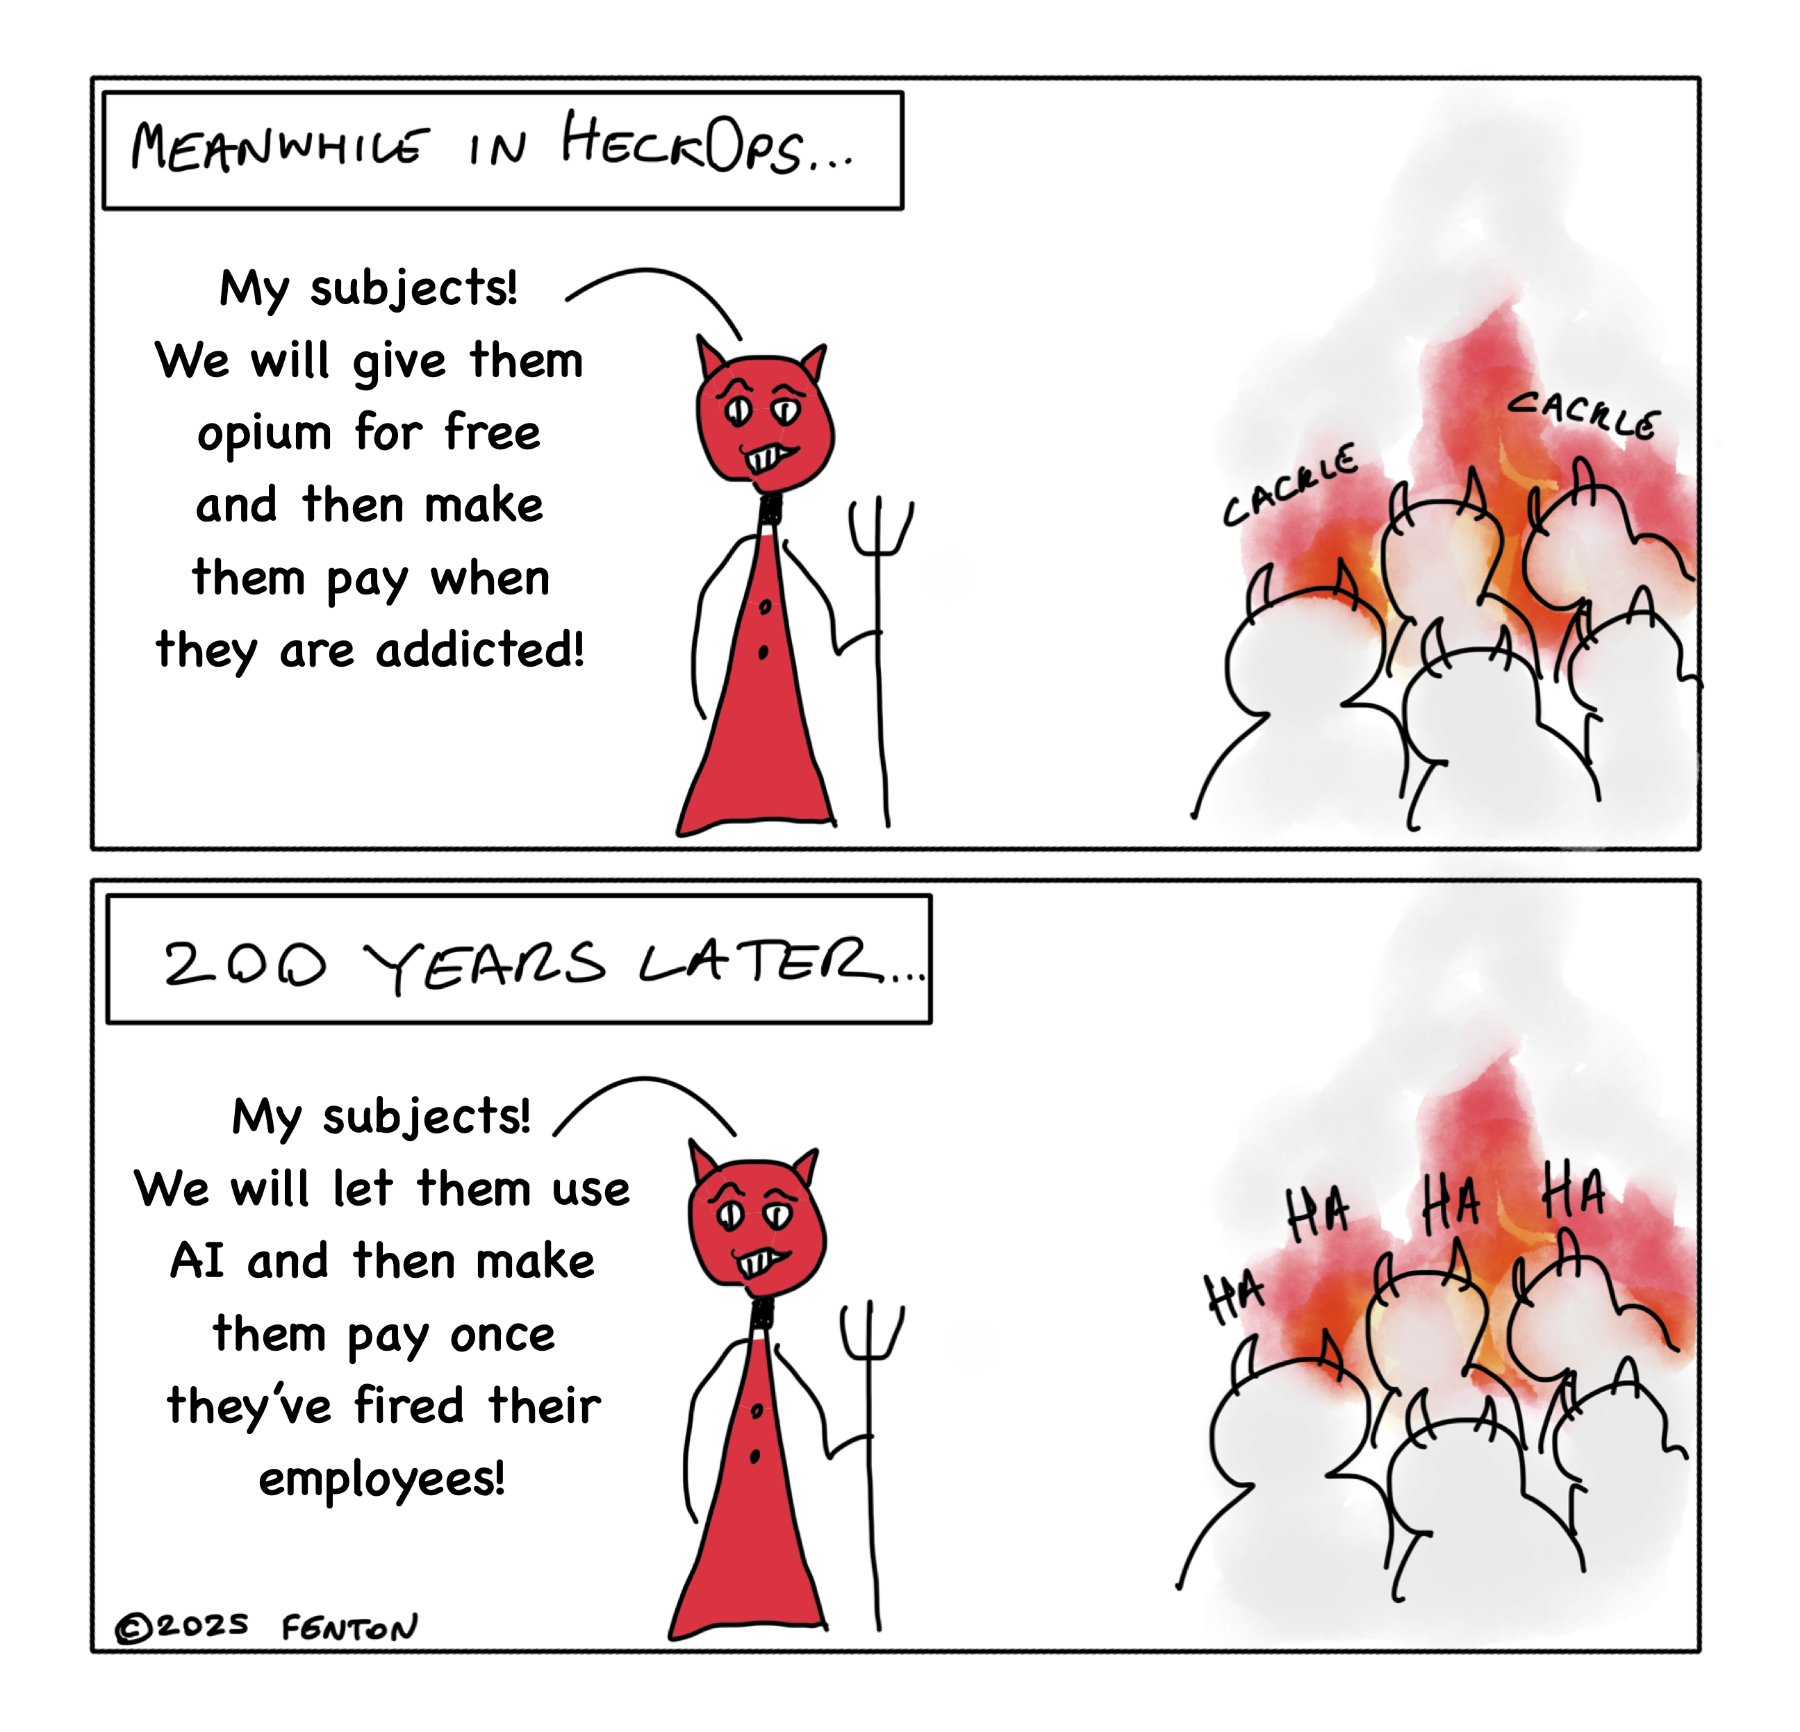 MEANWHILE IN HECKOPS...
My subjects!
We will give them
opium for free
and then make
them pay when
they are addicted!
CACKLE
CACKLE
200 YEARS LATER...
My subjects!
We will let them use
AI and then make
them pay once
they've fired their
employees!
HA
HA
HA
HA
©2025 FENTON